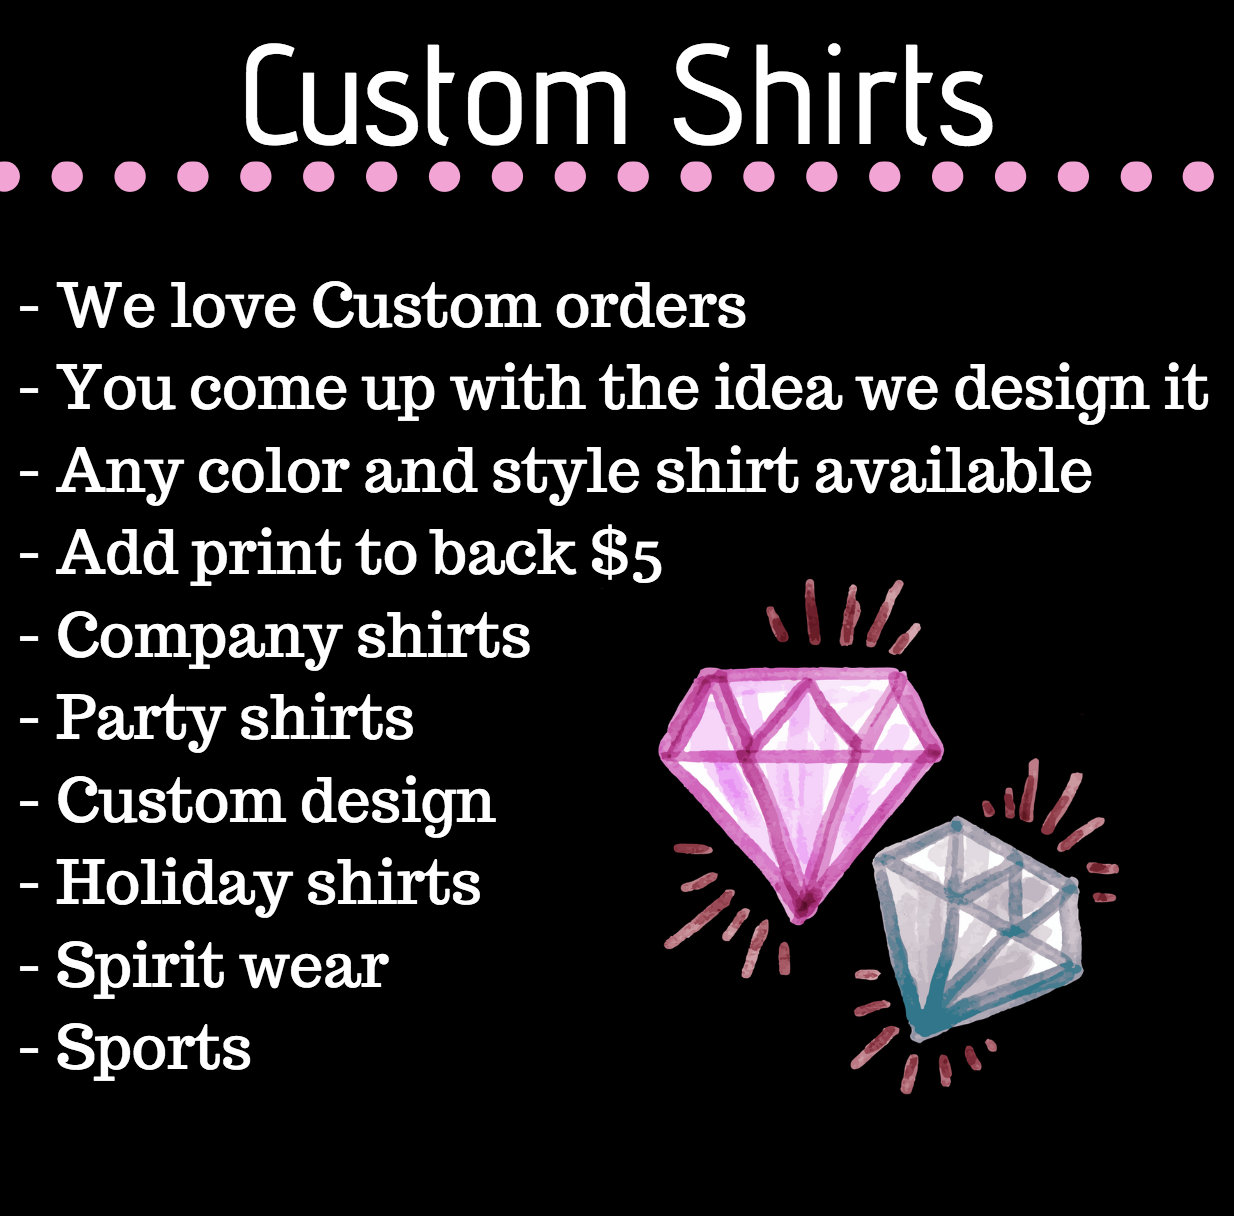 Custom Shirts
- We love Custom orders
- You come up with the idea we design it
- Any color and style shirt available
- Add print to back $5
- Company shirts
- Party shirts
- Custom design
- Holiday shirts
- Spirit wear
- Sports